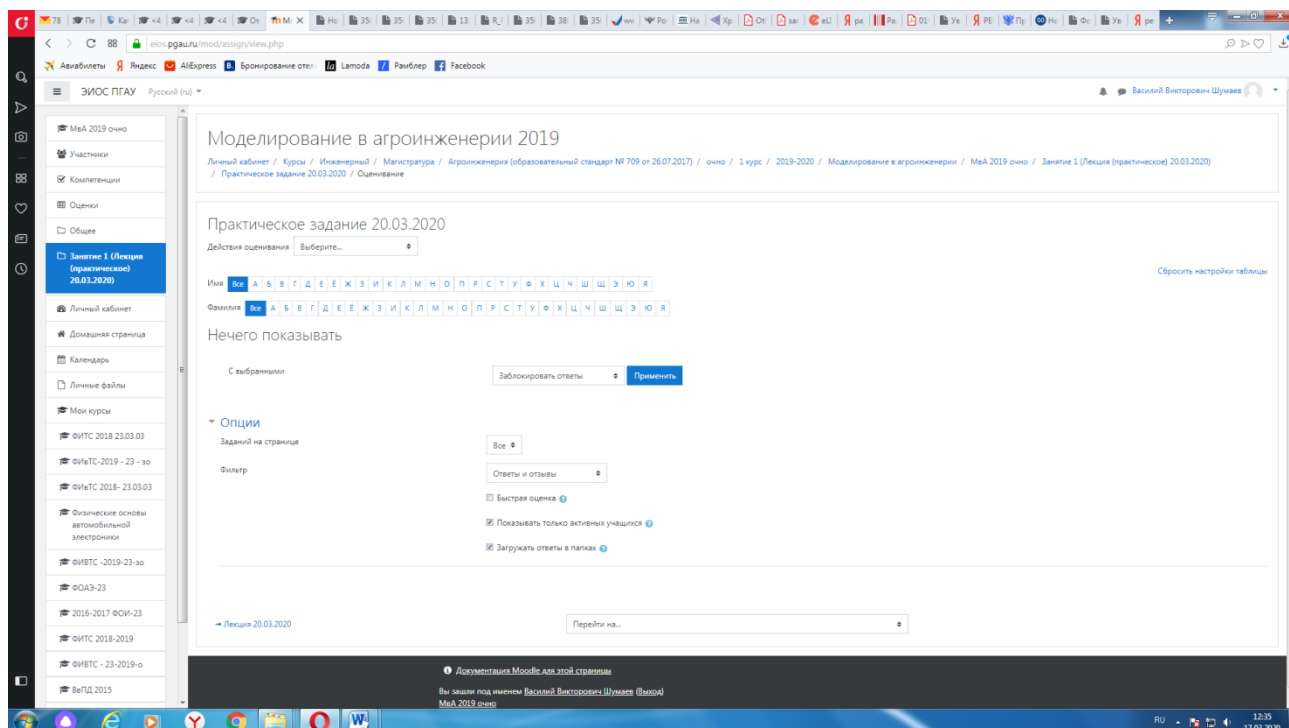 88 eios.pgau.ru/mod/assign/view.php
Авиабилеты Яндекс AliExpress Бронирование отел Lamoda Рамблер Facebook
ЭИОС ПГАУ Русский (ru) Василий Викторович Шумаев
МвА 2019 очно
Участники
Компетенции
Оценки
Общее
Занятие 1 (Лекция
(практическое)
20.03.2020)
Личный кабинет
Домашняя страница
Календарь
Личные файлы
Мои курсы
ФИТС 2018 23.03.03
ФИвТС-2019 - 23 - зо
ФИвТС 2018- 23.03.03
Физические основы
автомобильной
электроники
ФИВТС -2019-23-зо
ФОАЭ-23
2016-2017 ФОИ-23
ФИТС 2018-2019
ФИВТС - 23-2019-о
ВвПД 2015
Моделирование в агроинженерии 2019
Личный кабинет / Курсы / Инженерный / Магистратура / Агроинженерия (образовательный стандарт № 709 от 26.07.2017) / очно / 1 курс / 2019-2020 / Моделирование в агроинженерии / МвА 2019 очно / Занятие 1 (Лекция (практическое) 20.03.2020)
/ Практическое задание 20.03.2020 / Оценивание
Практическое задание 20.03.2020
Действия оценивания Выберите...
Сбросить настройки таблицы
Имя Все А Б В Г Д Е Ё Ж З И К Л М Н О П Р С Т У Ф Х Ц Ч Ш Щ Э Ю Я
Фамилия Все А Б В Г Д Е Ё Ж З И К Л М Н О П Р С Т У Ф Х Ц Ч Ш Щ Э Ю Я
Нечего показывать
С выбранными Заблокировать ответы Применить
Опции
Заданий на странице Все
Фильтр Ответы и отзывы
Быстрая оценка
Показывать только активных учащихся
Загружать ответы в папках
→ Лекция 20.03.2020 Перейти на...
Документация Moodle для этой страницы
Вы зашли под именем Василий Викторович Шумаев (Выход)
МвА 2019 очно
RU 12:35
17.03.2020